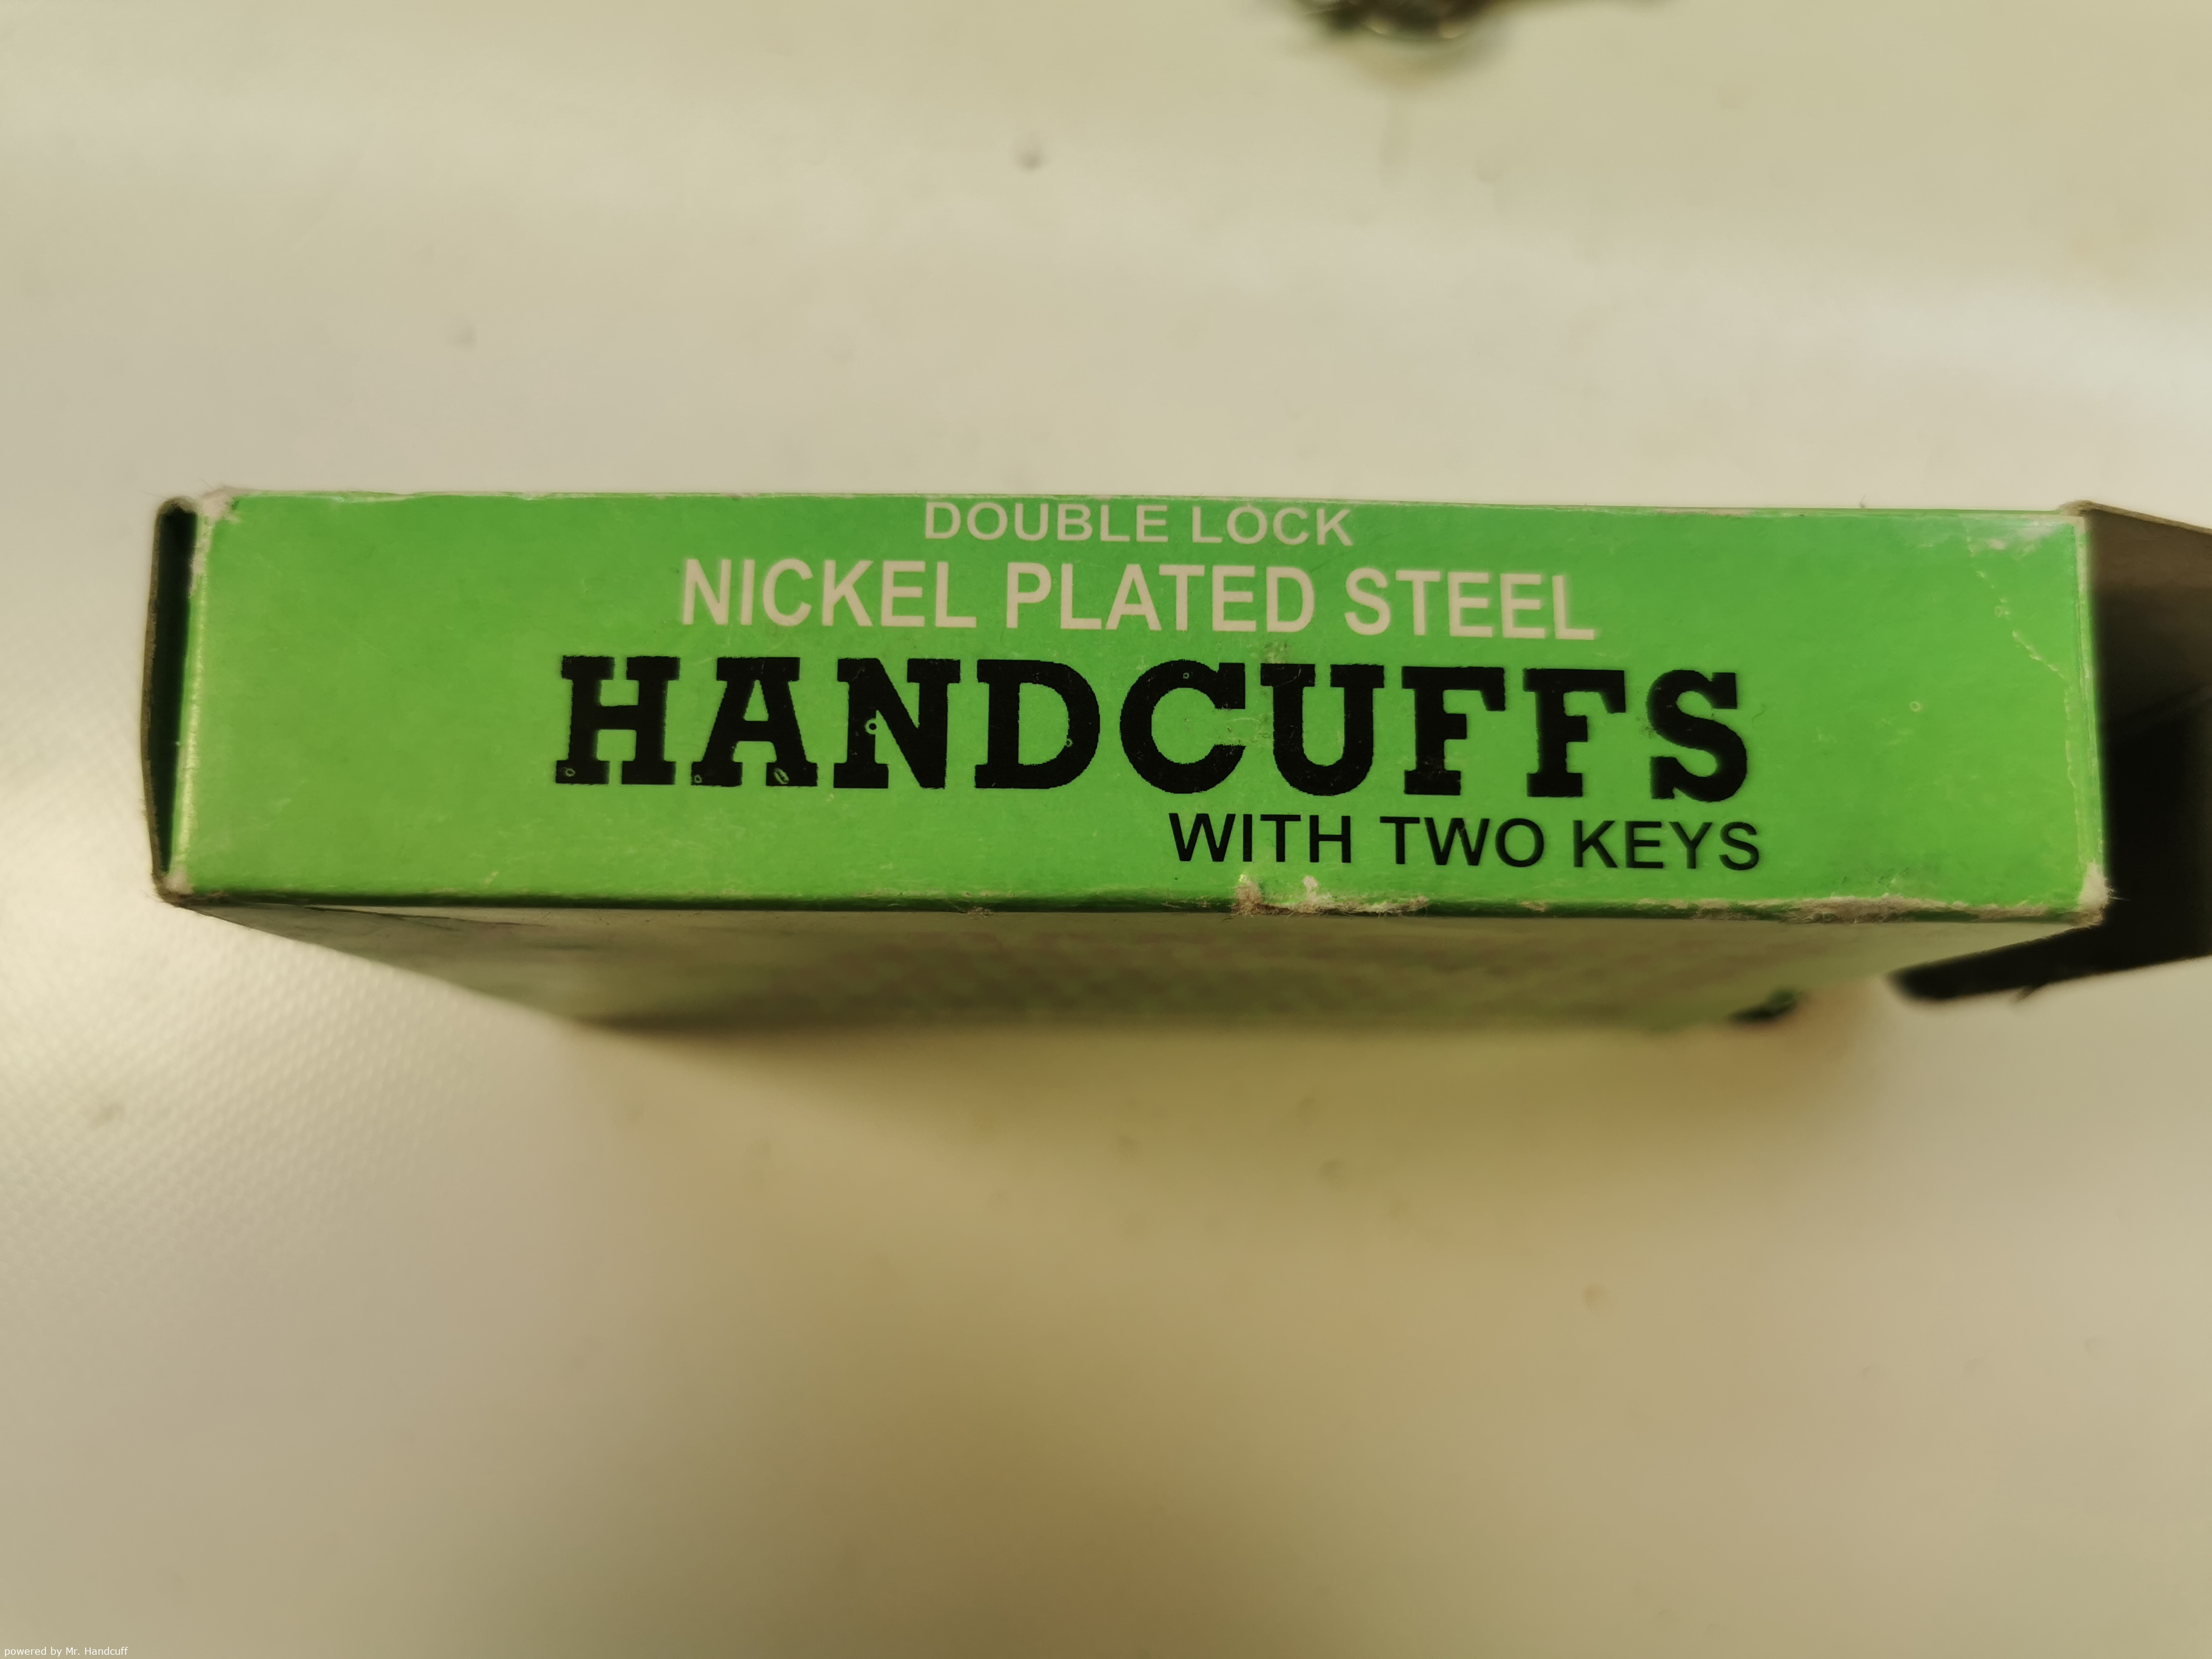 DOUBLE LOCK
NICKEL PLATED STEEL
HANDCUFFS
WITH TWO KEYS
powered by Mr. Handcuff